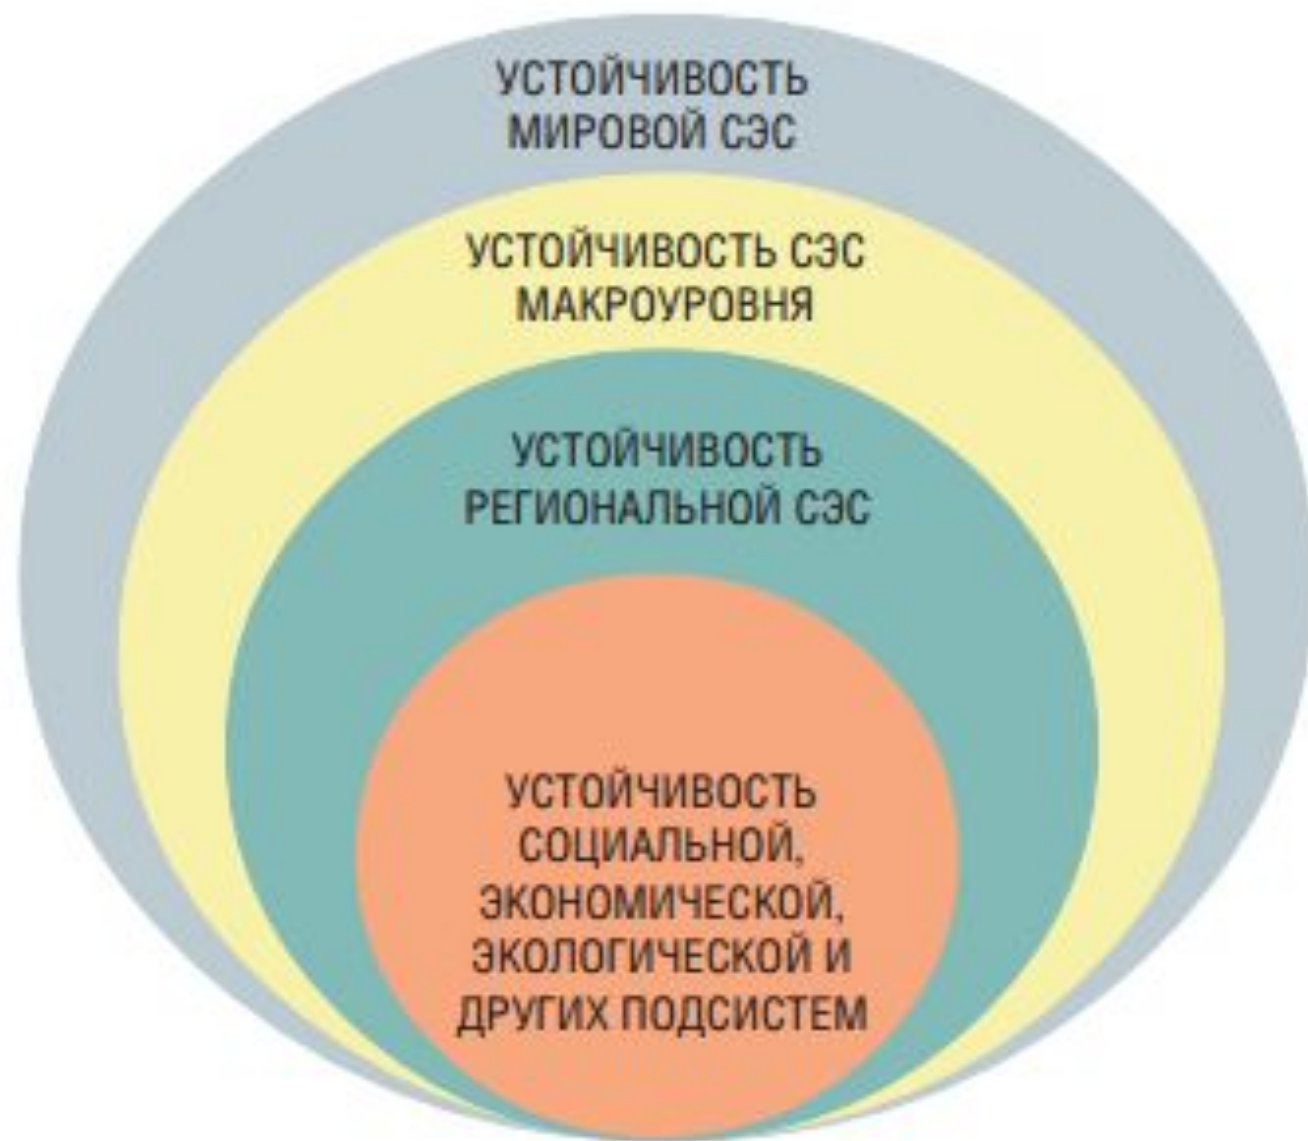 УСТОЙЧИВОСТЬ
МИРОВОЙ СЭС
УСТОЙЧИВОСТЬ СЭС
МАКРОУРОВНЯ
УСТОЙЧИВОСТЬ
РЕГИОНАЛЬНОЙ СЭС
УСТОЙЧИВОСТЬ
СОЦИАЛЬНОЙ,
ЭКОНОМИЧЕСКОЙ,
ЭКОЛОГИЧЕСКОЙ И
ДРУГИХ ПОДСИСТЕМ